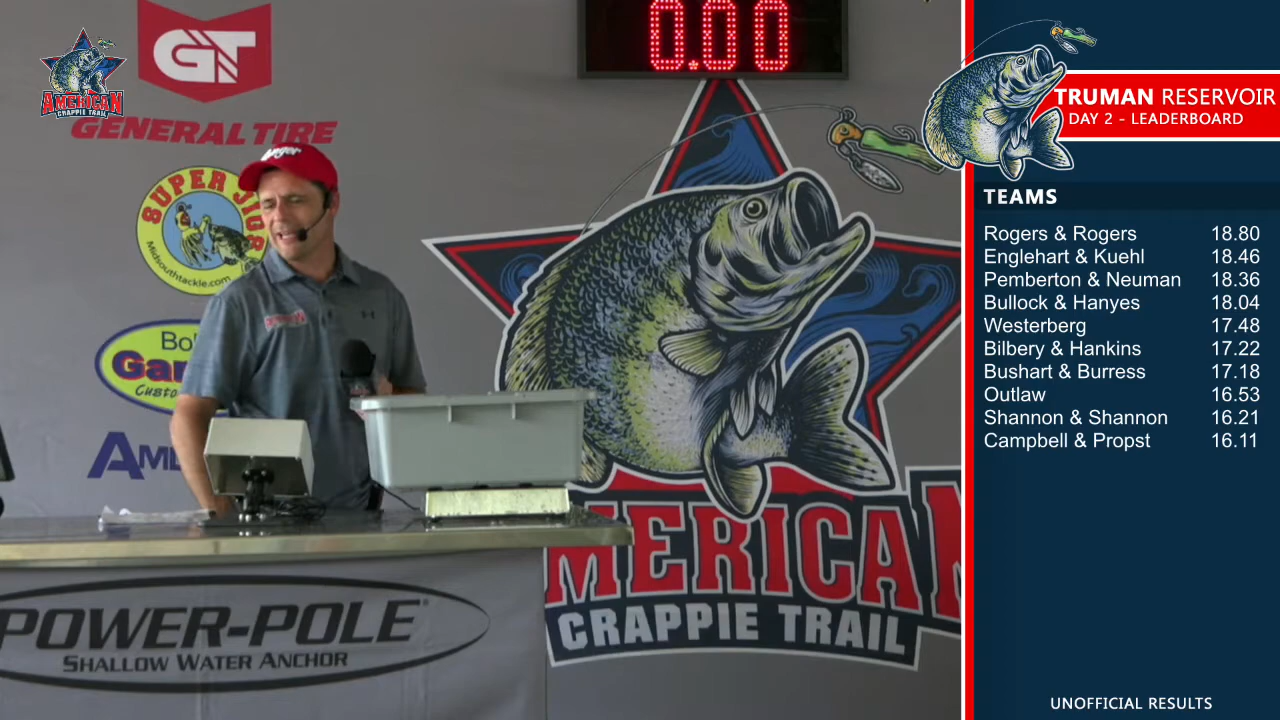 AMERICAN
CRAPPIE TRAIL
GT
GENERAL TIRE
SUPER JIGS
Midsouthtackle.com
0.00
POWER-POLE
SHALLOW WATER ANCHOR
CRAPPIE TRAIL
TRUMAN RESERVOIR
DAY 2 - LEADERBOARD
TEAMS
Rogers & Rogers 18.80
Englehart & Kuehl 18.46
Pemberton & Neuman 18.36
Bullock & Hanyes 18.04
Westerberg 17.48
Bilbery & Hankins 17.22
Bushart & Burress 17.18
Outlaw 16.53
Shannon & Shannon 16.21
Campbell & Propst 16.11
UNOFFICIAL RESULTS